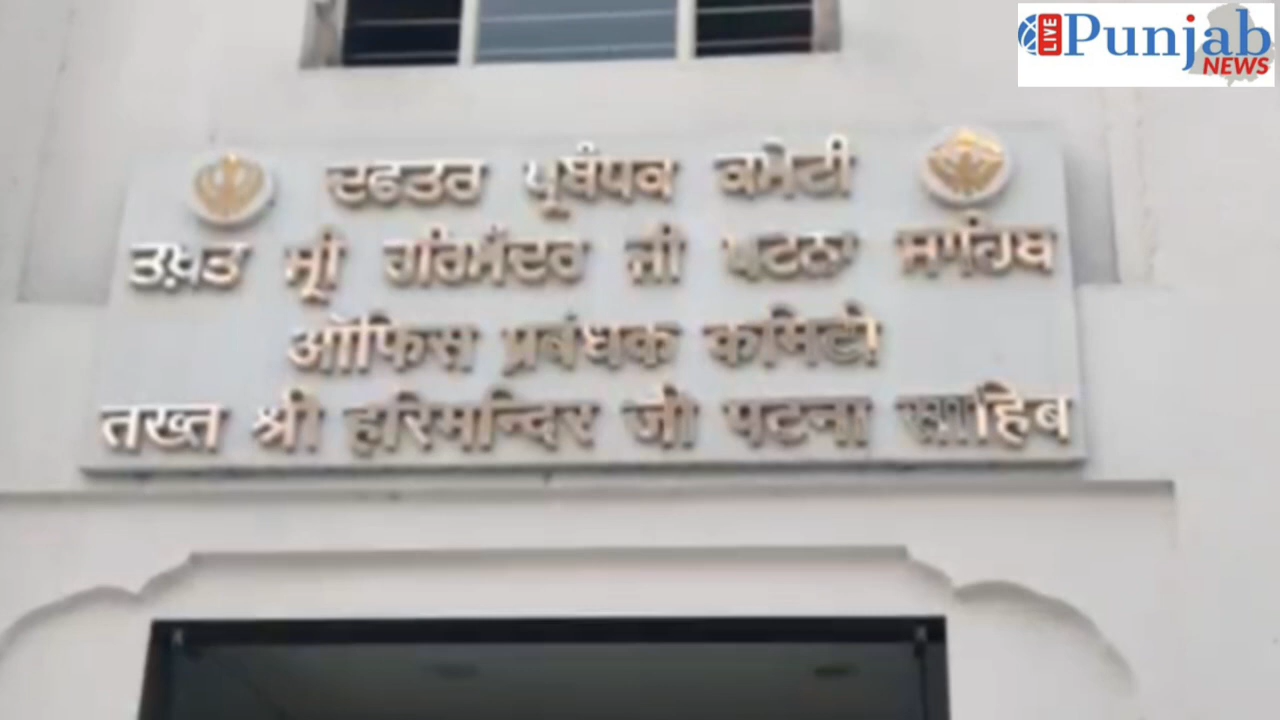 LIVE Punjab
NEWS
ਦਫਤਰ ਪ੍ਰਬੰਧਕ ਕਮੇਟੀ
ਤਖ਼ਤ ਸ੍ਰੀ ਹਰਿਮੰਦਰ ਜੀ ਪਟਨਾ ਸਾਹਿਬ
ऑफिस प्रबंधक कमिटी
तख्त श्री हरिमन्दिर जी पटना साहिब